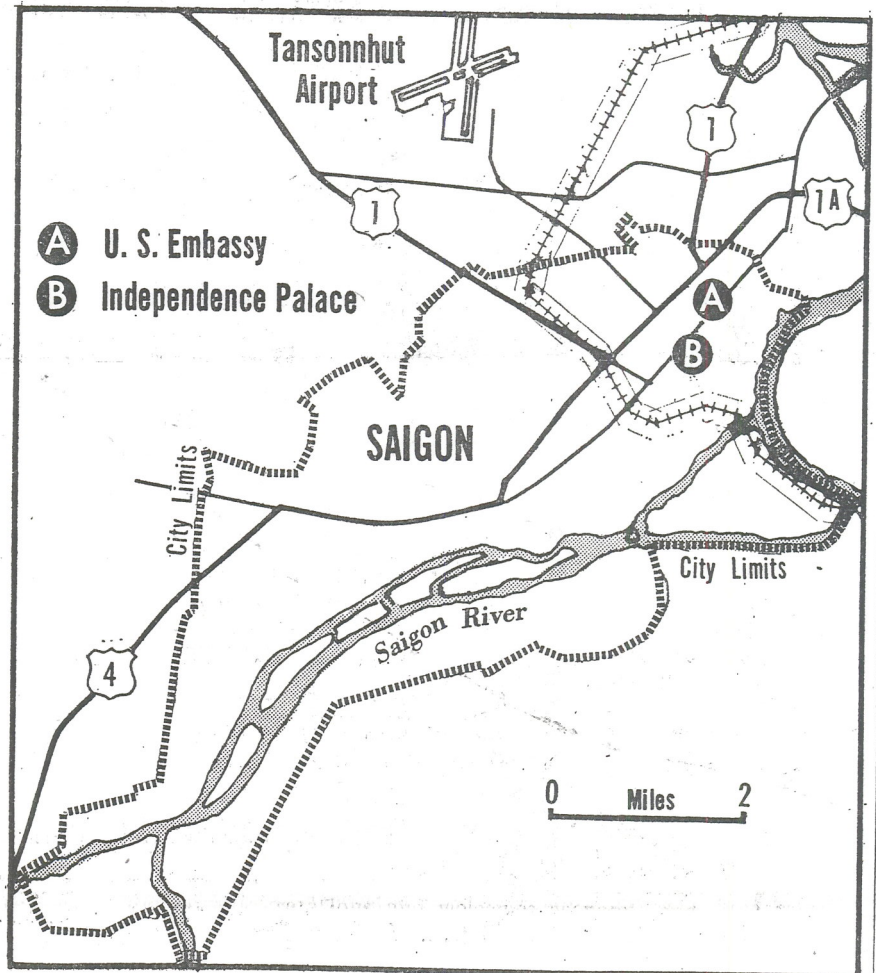 Tansonnhut
Airport
1
1
1A
A U. S. Embassy
B Independence Palace
A
B
SAIGON
City Limits
City Limits
Saigon River
4
0 Miles 2